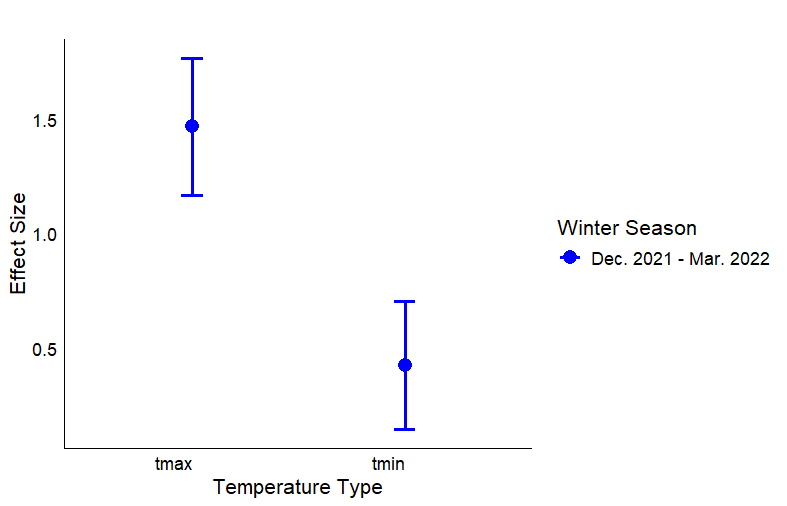 Effect Size
1.5
1.0
0.5
tmax
tmin
Temperature Type
Winter Season
Dec. 2021 - Mar. 2022